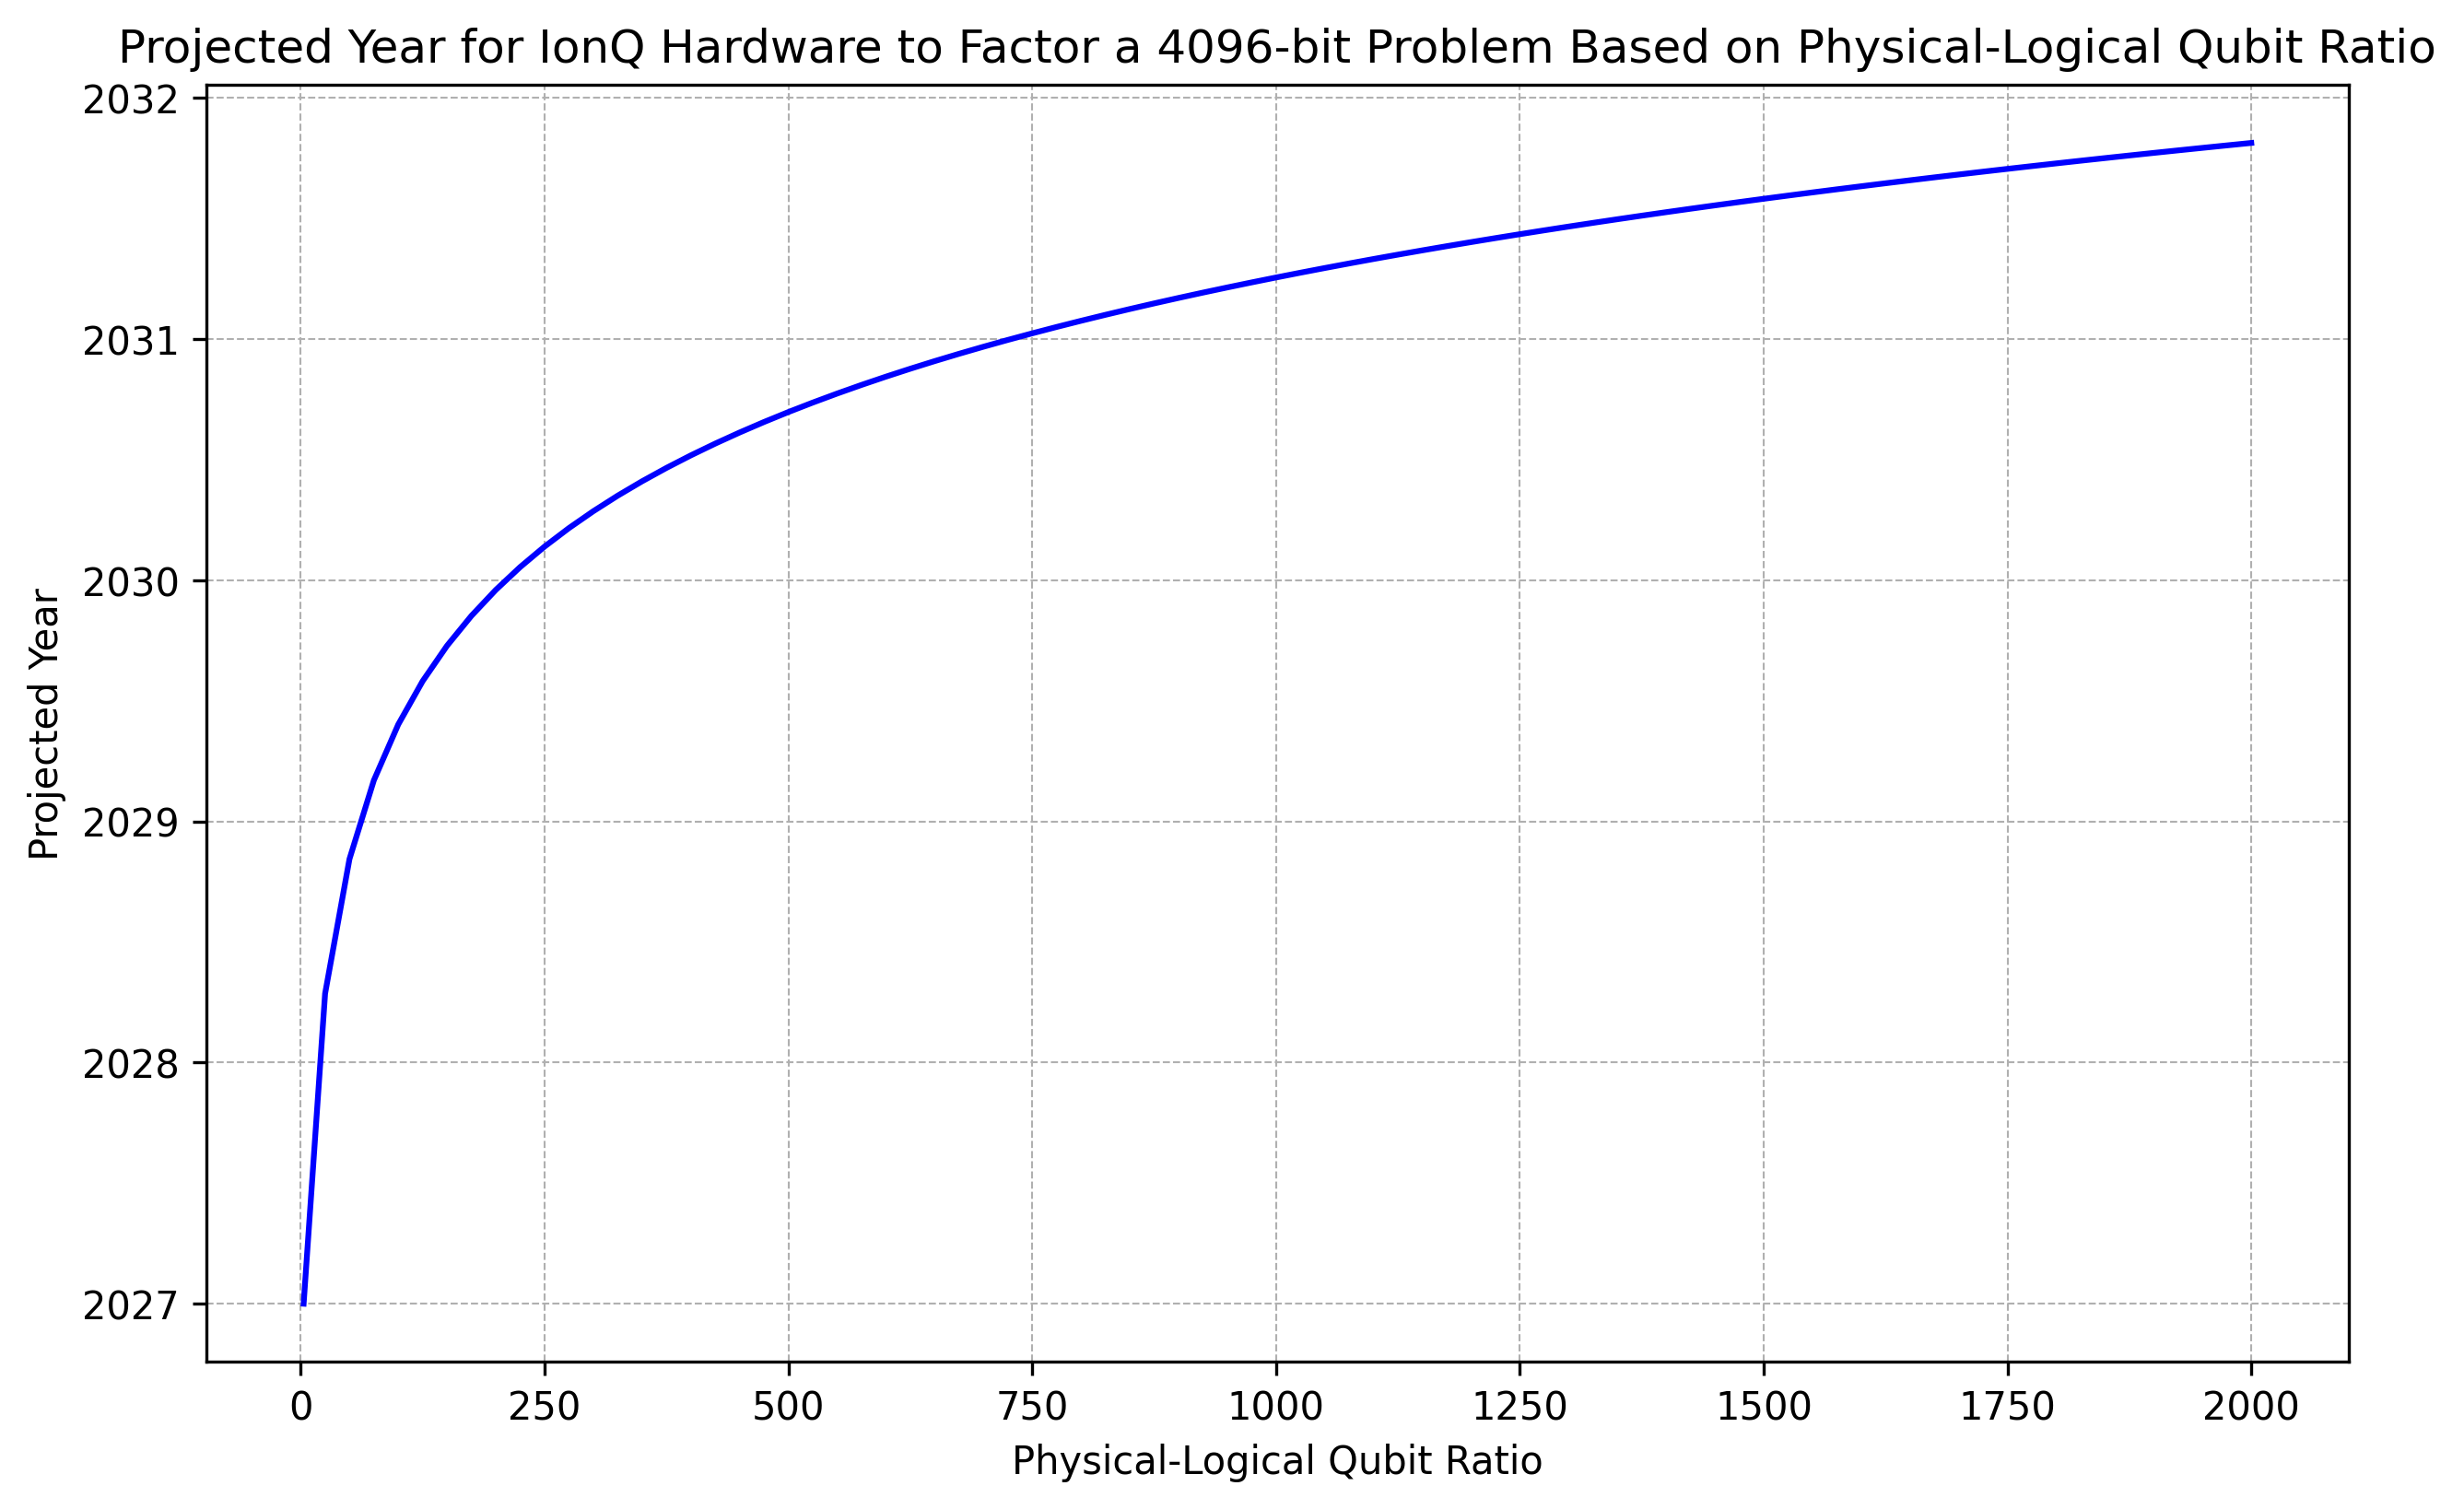 Projected Year for IonQ Hardware to Factor a 4096-bit Problem Based on Physical-Logical Qubit Ratio
2032
2031
2030
2029
2028
2027
Projected Year
0 250 500 750 1000 1250 1500 1750 2000
Physical-Logical Qubit Ratio